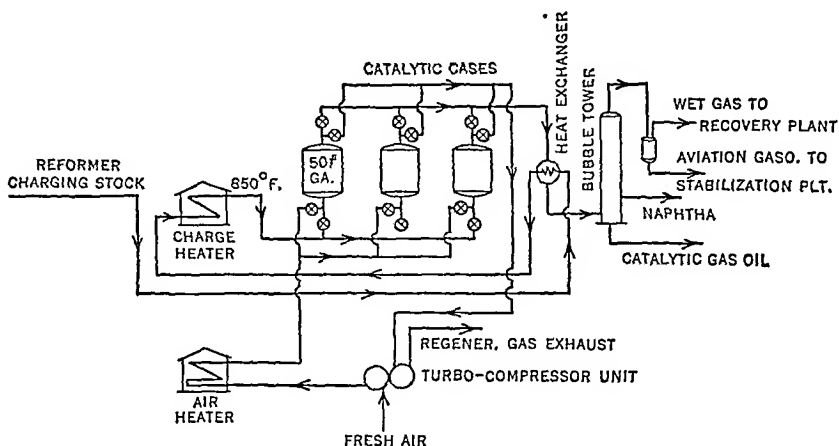 CATALYTIC CASES
HEAT EXCHANGER
BUBBLE TOWER
WET GAS TO
RECOVERY PLANT
AVIATION GASO. TO
STABILIZATION PLT.
NAPHTHA
CATALYTIC GAS OIL
REFORMER
CHARGING STOCK
850°F.
50#
GA.
CHARGE
HEATER
REGENER. GAS EXHAUST
TURBO-COMPRESSOR UNIT
AIR
HEATER
FRESH AIR